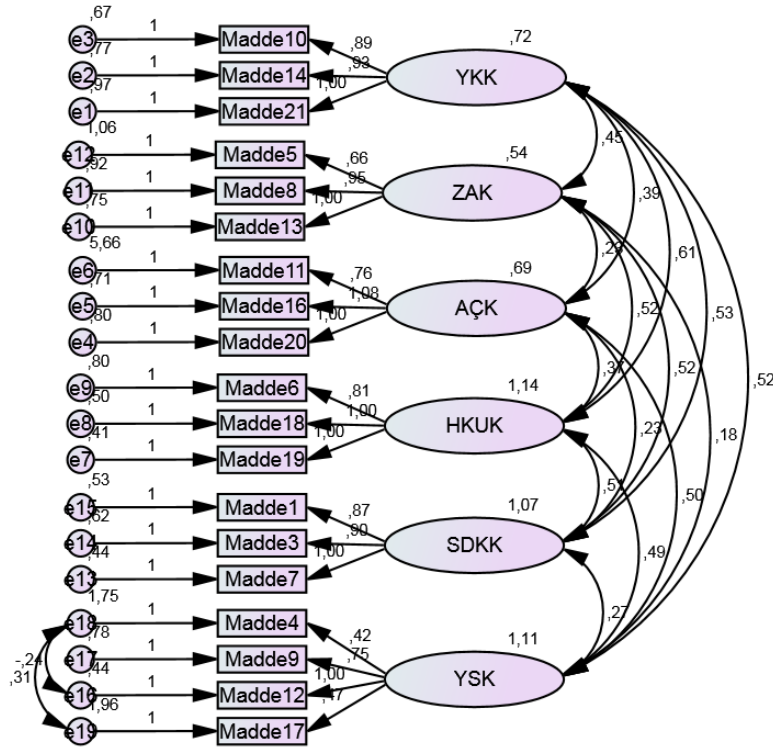 ,67
e3 1 Madde10 ,89 YKK ,72
,77
e2 1 Madde14 ,93
,97
e1 1 Madde21 1,00
1,06
e12 1 Madde5 ,66 ZAK ,54
,92
e11 1 Madde8 ,95
,75
e10 1 Madde13 1,00
5,66
e6 1 Madde11 ,76 AÇK ,69
,71
e5 1 Madde16 1,08
,80
e4 1 Madde20 1,00
,80
e9 1 Madde6 ,81 HKUK 1,14
,50
e8 1 Madde18 1,00
,41
e7 1 Madde19 1,00
,53
e15 1 Madde1 ,87 SDKK 1,07
,62
e14 1 Madde3 ,90
,44
e13 1 Madde7 1,00
1,75
e18 1 Madde4 ,42 YSK 1,11
,78
e17 1 Madde9 ,75
,44
e16 1 Madde12 1,00
1,96
e19 1 Madde17 ,47
-,24
,31
,45
,39
,61
,53
,52
,52
,52
,18
,37
,23
,50
,51
,49
,27